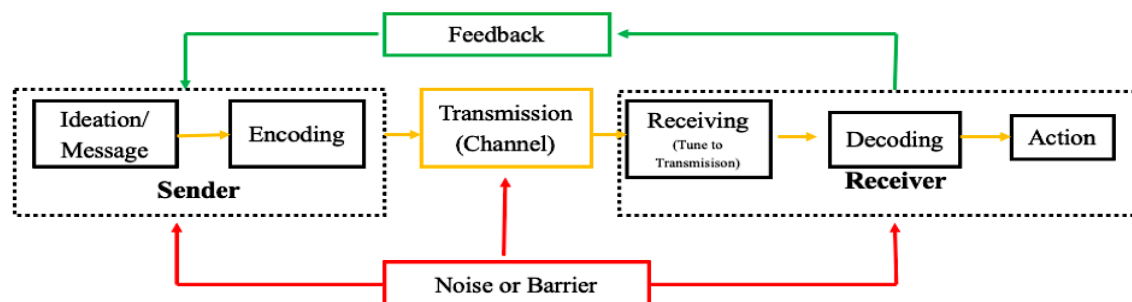 Feedback
Ideation/
Message
Encoding
Sender
Transmission
(Channel)
Receiving
(Tune to
Transmisison)
Decoding
Action
Receiver
Noise or Barrier